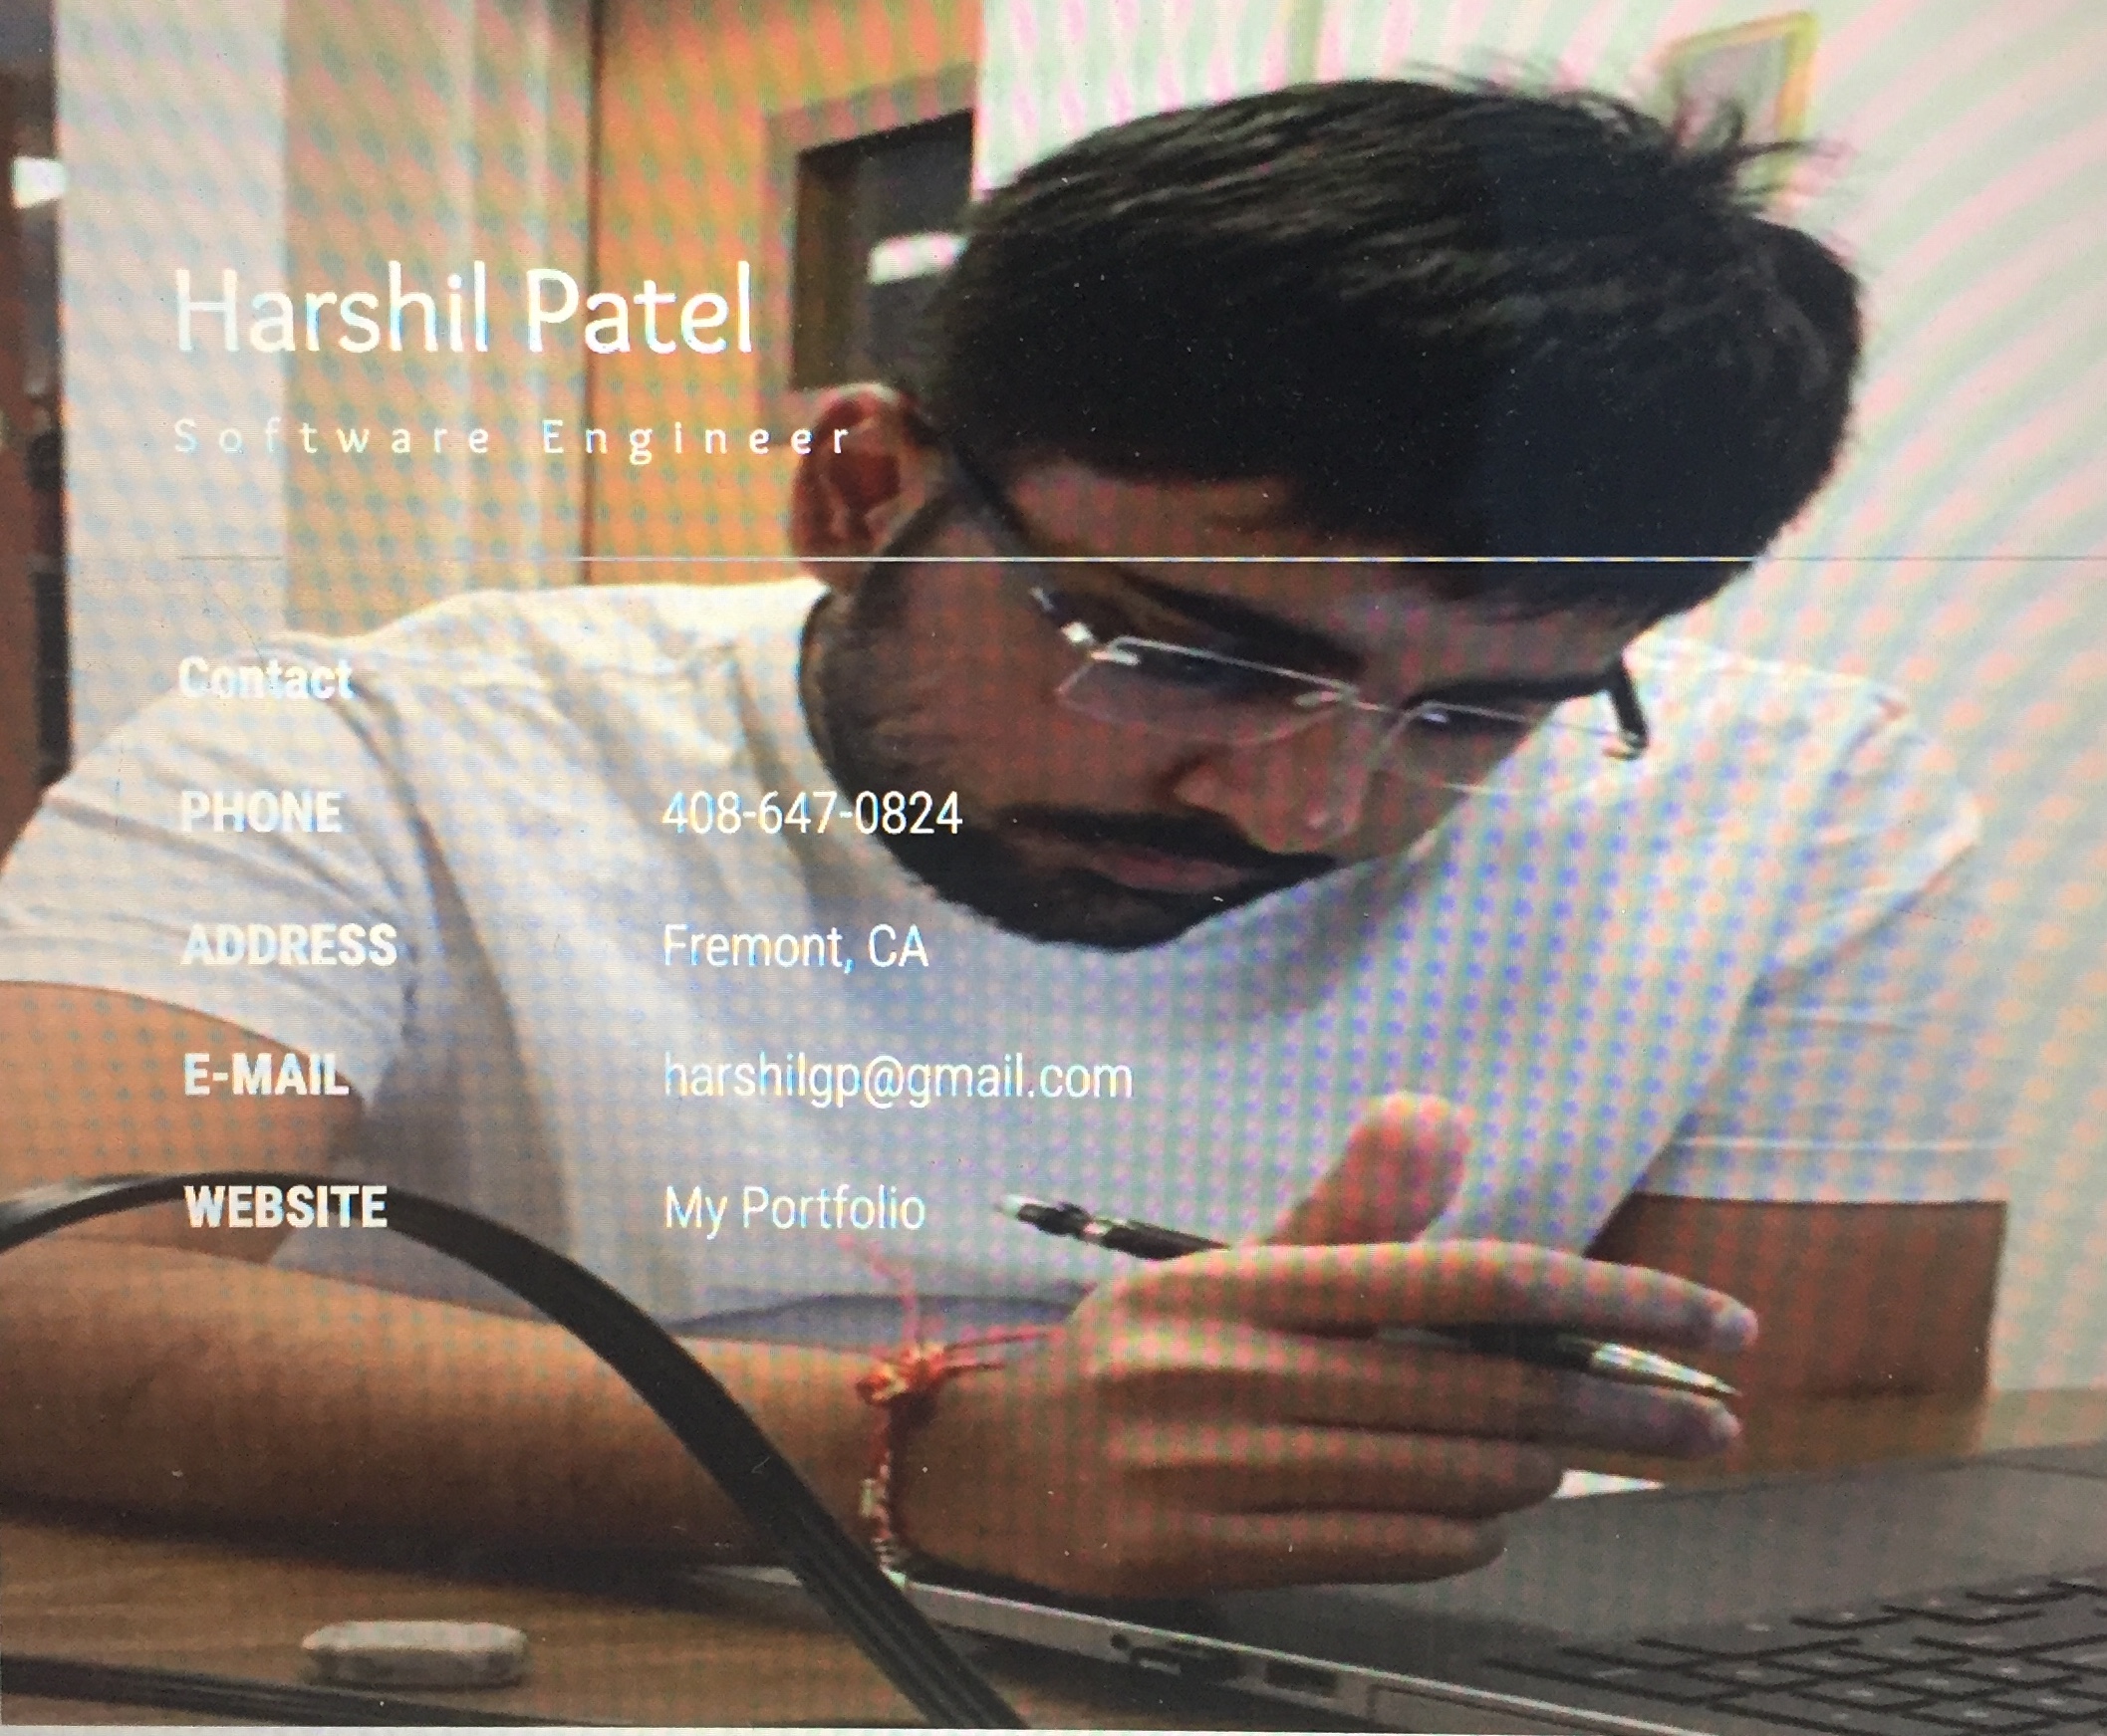 Harshil Patel
Software Engineer
Contact
PHONE 408-647-0824
ADDRESS Fremont, CA
E-MAIL harshilgp@gmail.com
WEBSITE My Portfolio